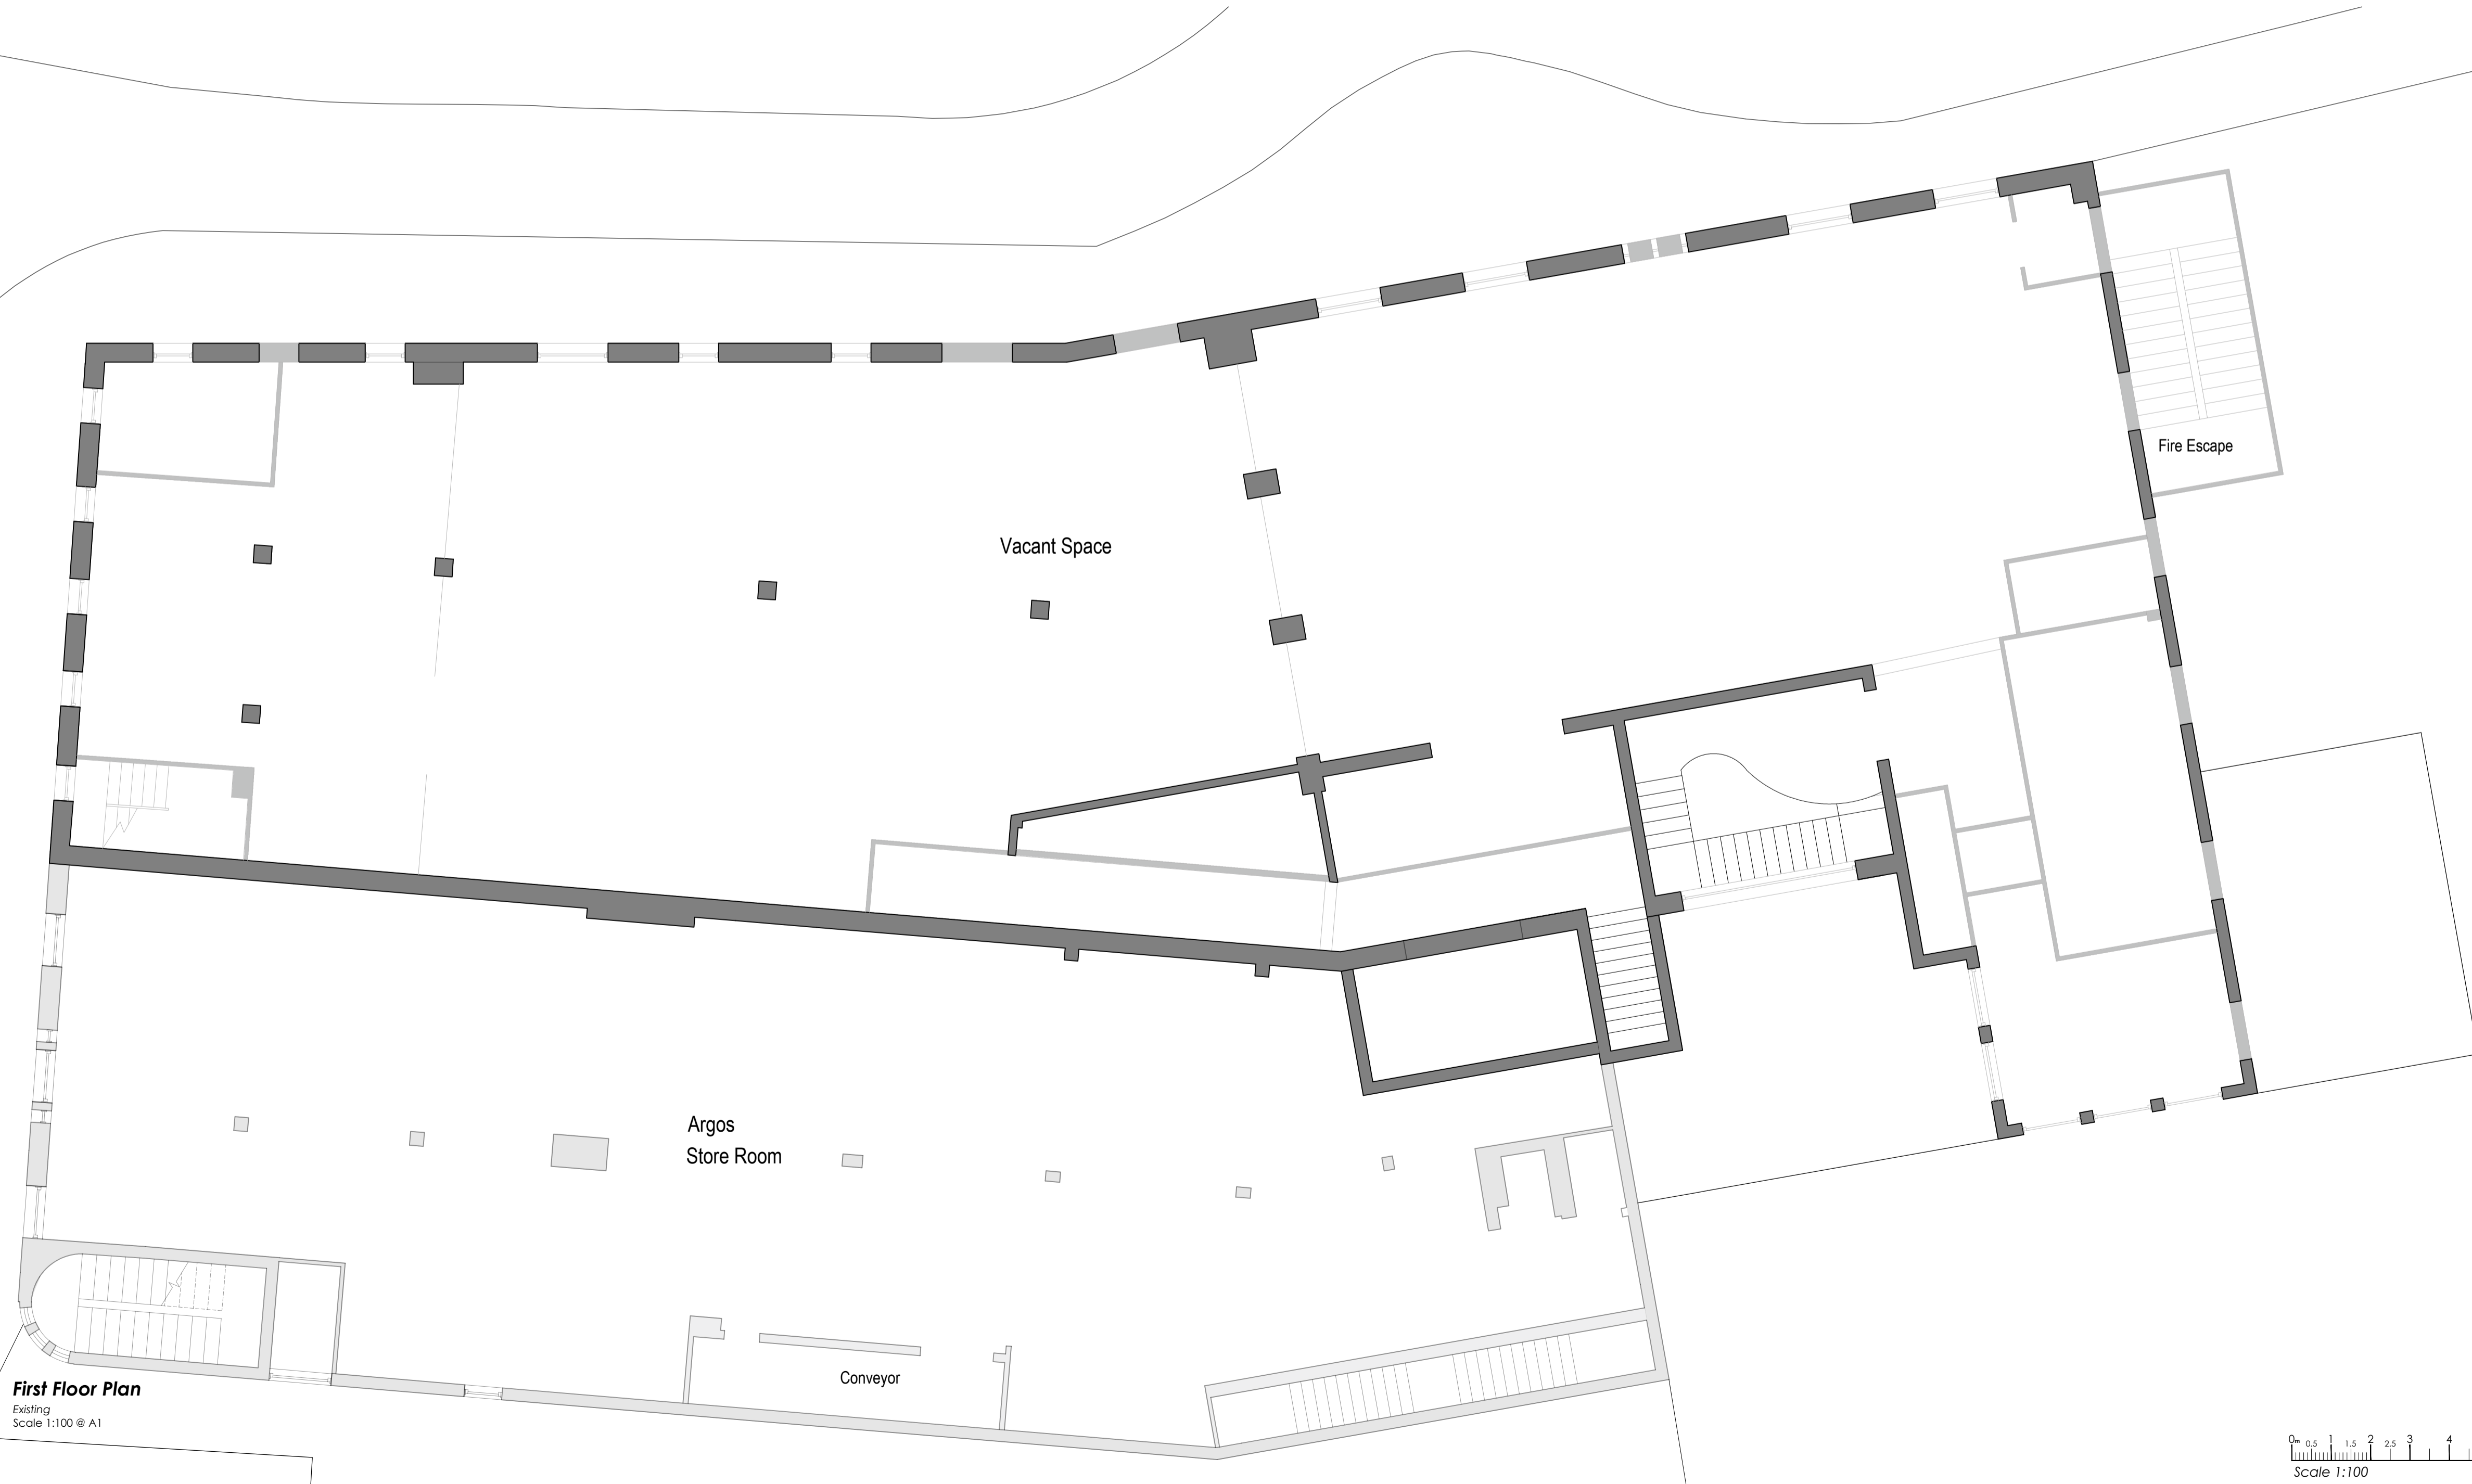 Fire Escape
Vacant Space
Argos
Store Room
Conveyor
First Floor Plan
Existing
Scale 1:100 @ A1
0m 0.5 1 1.5 2 2.5 3 4
Scale 1:100